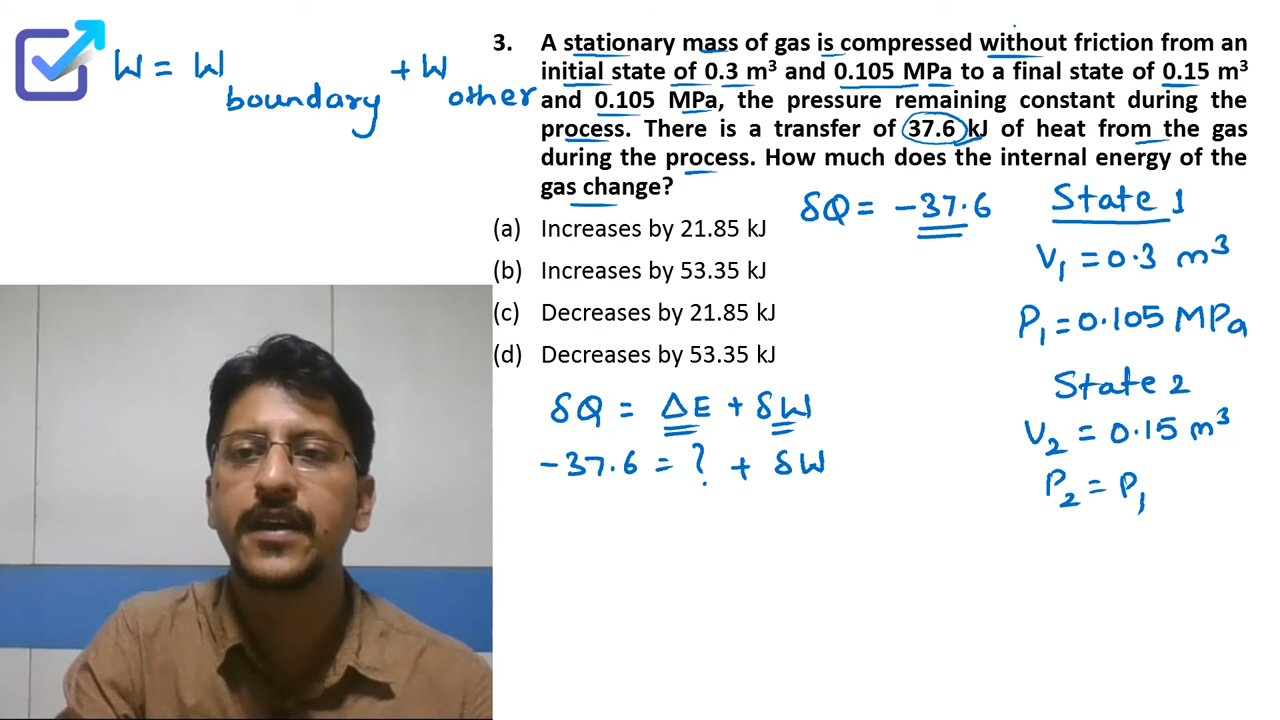 W = W boundary + W other
3. A stationary mass of gas is compressed without friction from an
initial state of 0.3 m³ and 0.105 MPa to a final state of 0.15 m³
and 0.105 MPa, the pressure remaining constant during the
process. There is a transfer of 37.6 kJ of heat from the gas
during the process. How much does the internal energy of the
gas change?
(a) Increases by 21.85 kJ
(b) Increases by 53.35 kJ
(c) Decreases by 21.85 kJ
(d) Decreases by 53.35 kJ
δQ = -37.6
State 1
V₁ = 0.3 m³
P₁ = 0.105 MPa
State 2
V₂ = 0.15 m³
P₂ = P₁
δQ = ΔE + δW
-37.6 = ? + δW